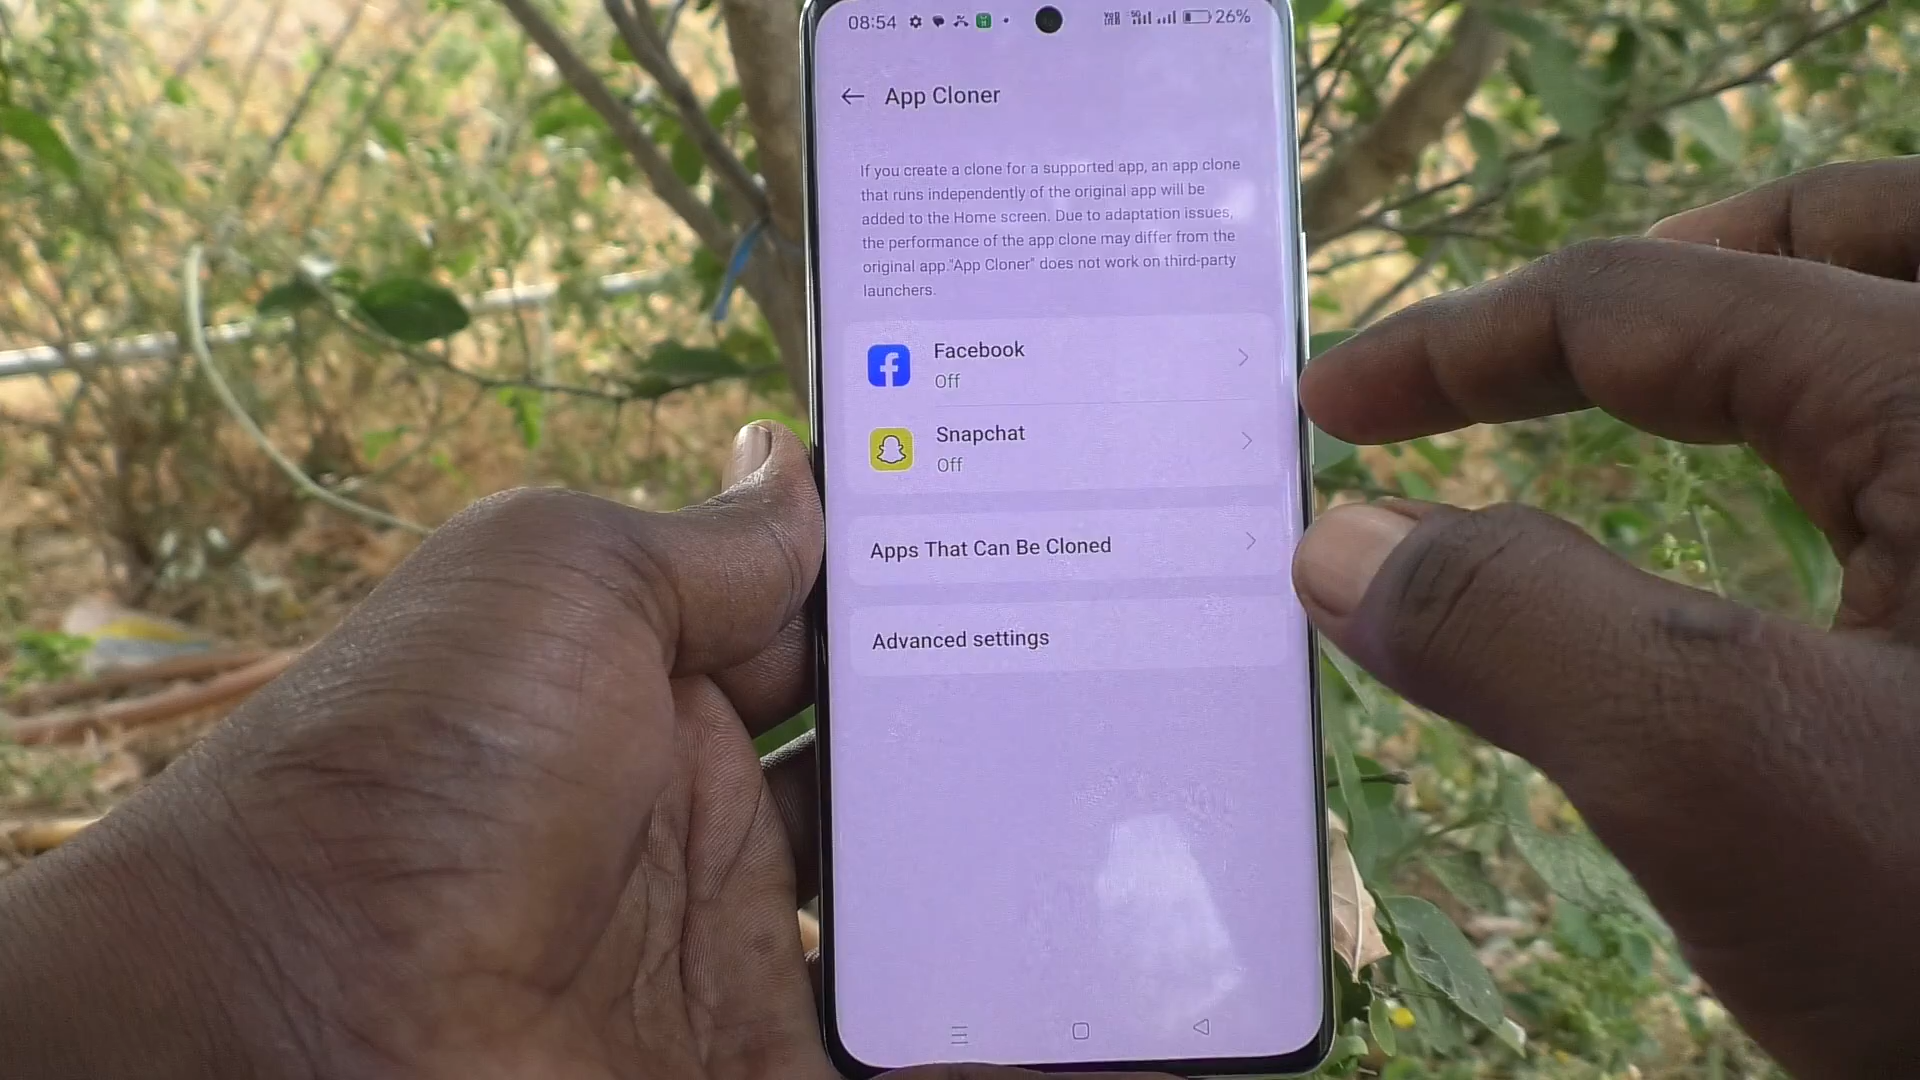 08:54
26%
App Cloner
If you create a clone for a supported app, an app clone
that runs independently of the original app will be
added to the Home screen. Due to adaptation issues,
the performance of the app clone may differ from the
original app."App Cloner" does not work on third-party
launchers.
Facebook
Off
Snapchat
Off
Apps That Can Be Cloned
Advanced settings